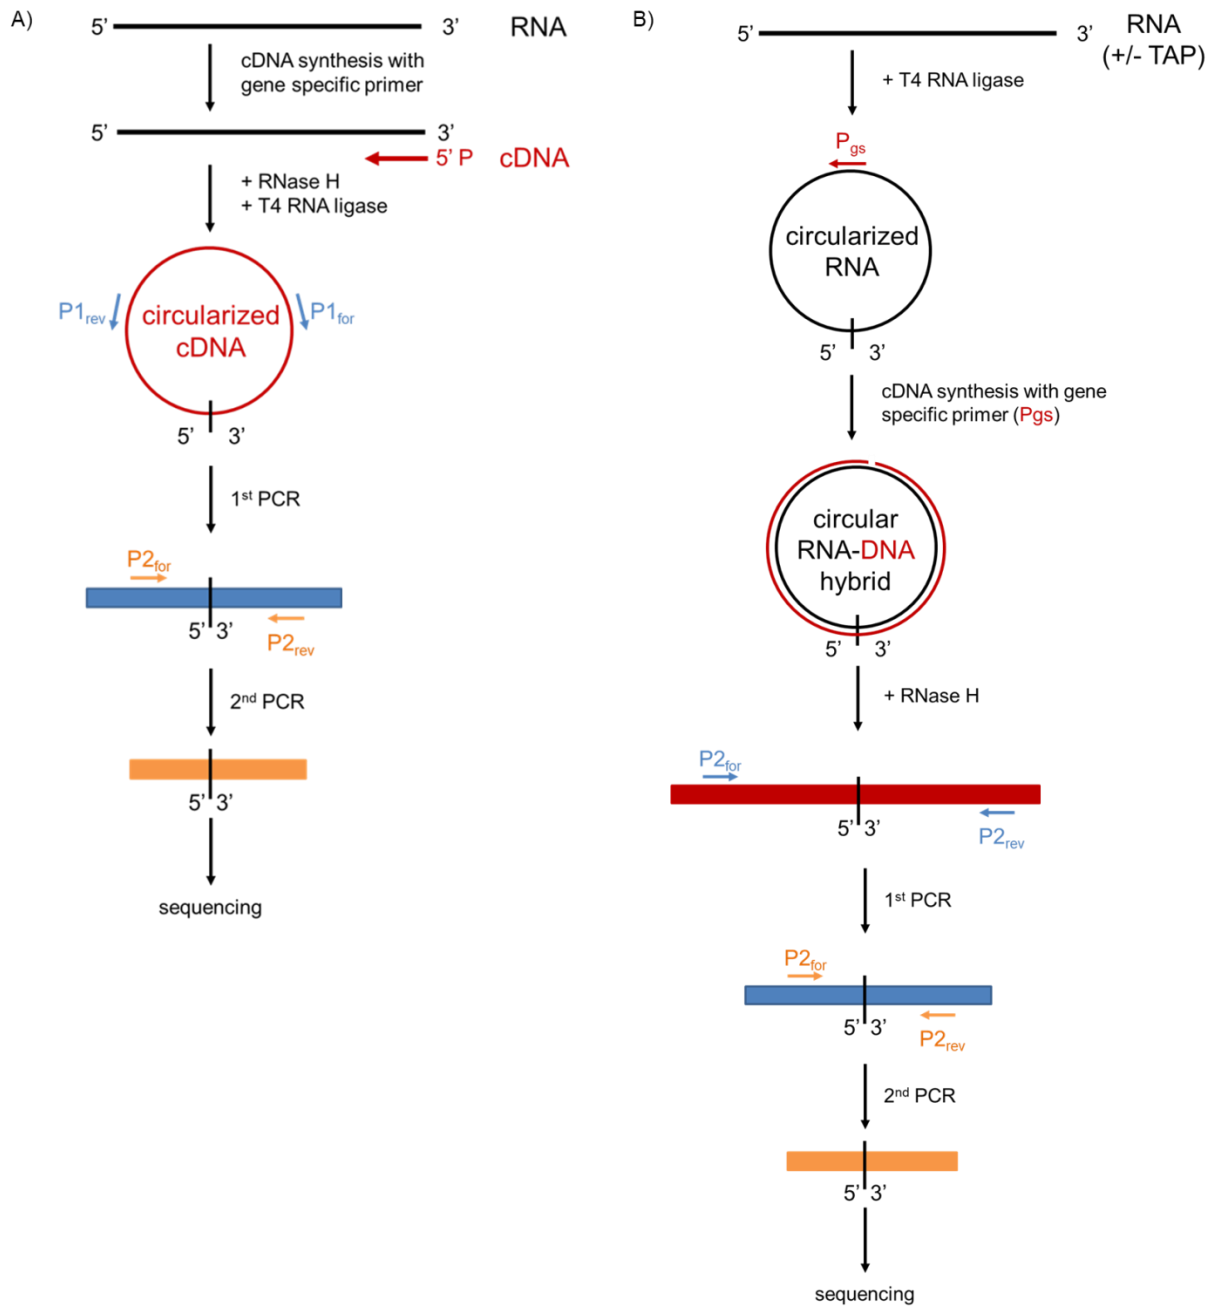 A)
5’ 3’ RNA
cDNA synthesis with
gene specific primer
5’ 3’
5’ P cDNA
+ RNase H
+ T4 RNA ligase
P1rev P1for
circularized
cDNA
5’ 3’
1st PCR
P2for
5’ 3’
P2rev
2nd PCR
5’ 3’
sequencing
B)
5’ 3’ RNA
(+/- TAP)
+ T4 RNA ligase
Pgs
circularized
RNA
5’ 3’
cDNA synthesis with gene
specific primer (Pgs)
circular
RNA-DNA
hybrid
5’ 3’
+ RNase H
P2for
5’ 3’
P2rev
1st PCR
P2for
5’ 3’
P2rev
2nd PCR
5’ 3’
sequencing